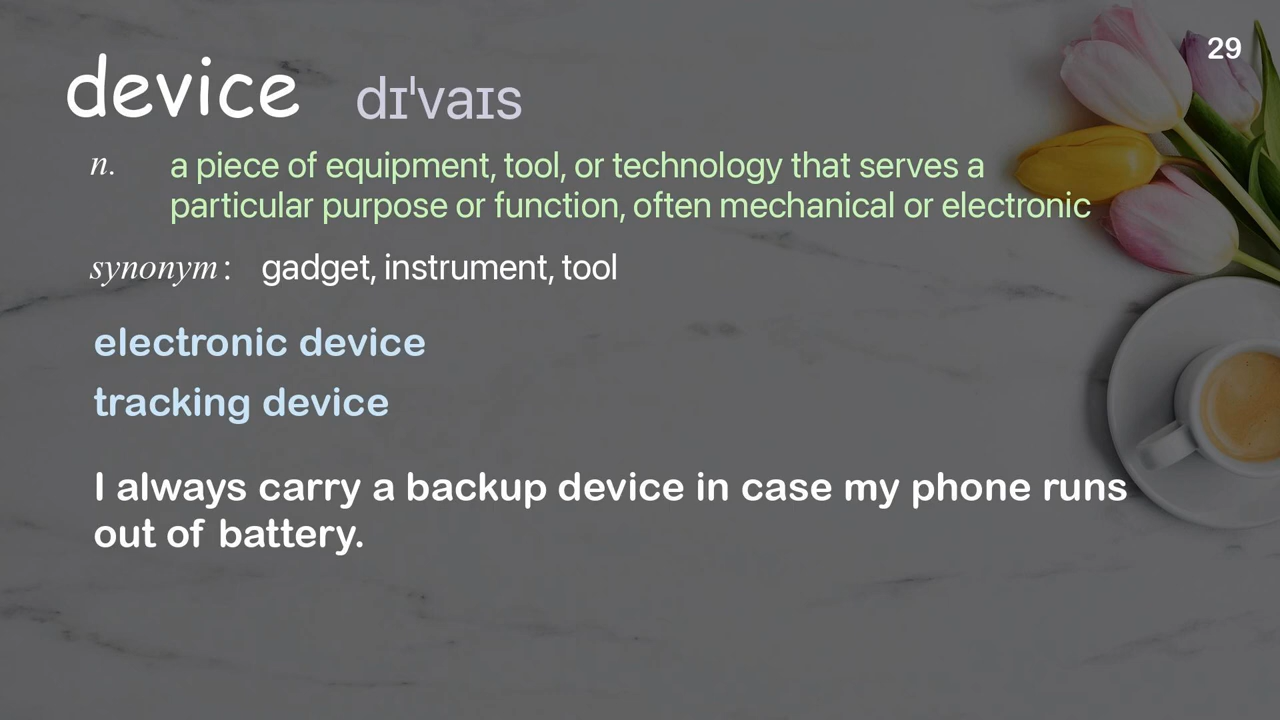 29
device dɪˈvaɪs
n. a piece of equipment, tool, or technology that serves a
particular purpose or function, often mechanical or electronic
synonym: gadget, instrument, tool
electronic device
tracking device
I always carry a backup device in case my phone runs
out of battery.